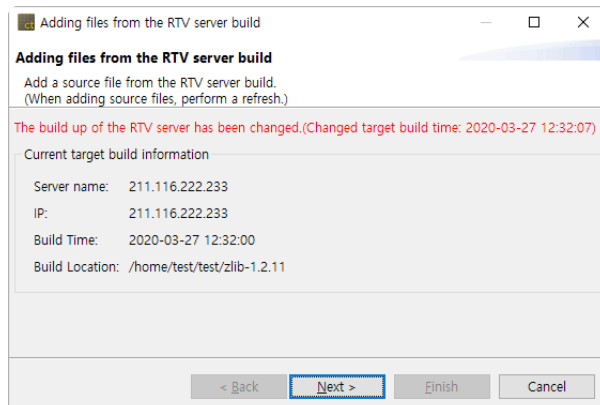 ct
Adding files from the RTV server build
Adding files from the RTV server build
Add a source file from the RTV server build.
(When adding source files, perform a refresh.)
The build up of the RTV server has been changed.(Changed target build time: 2020-03-27 12:32:07)
Current target build information
Server name: 211.116.222.233
IP: 211.116.222.233
Build Time: 2020-03-27 12:32:00
Build Location: /home/test/test/zlib-1.2.11
< Back Next > Finish Cancel